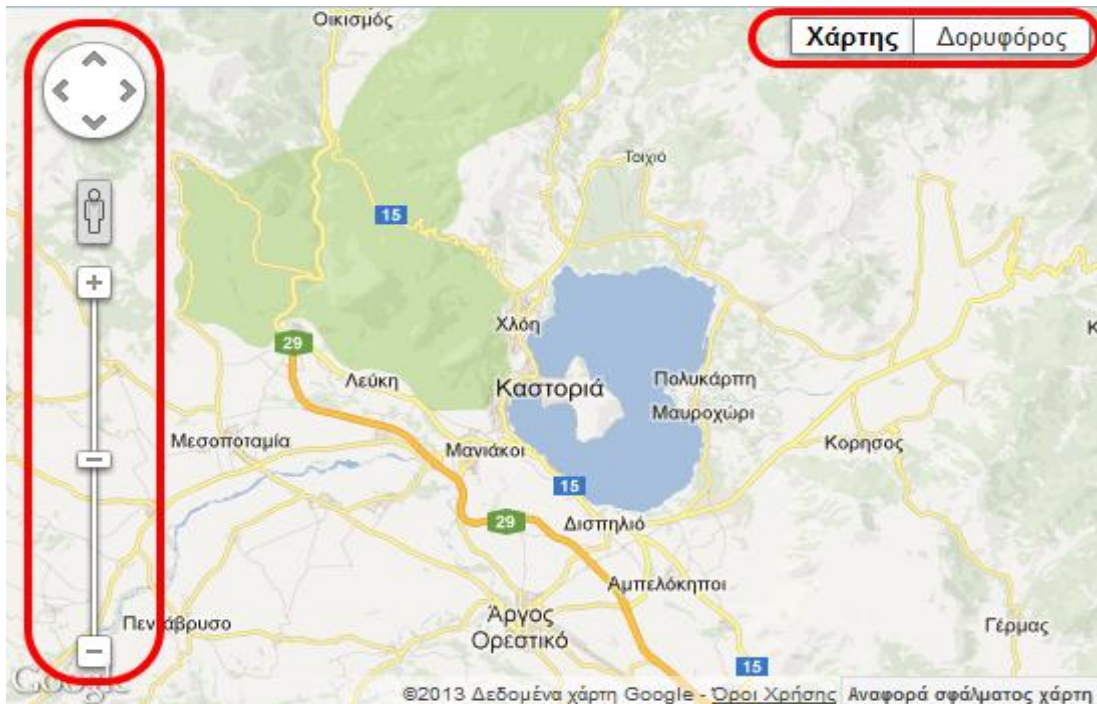 Οικισμός
Χάρτης Δορυφόρος
Τοιχιό
15
Χλόη
29
Λεύκη
Καστοριά
Πολυκάρπη
Μαυροχώρι
Μεσοποταμία
Μανιάκοι
Κορησος
15
29
Δισπηλιό
Αμπελόκηποι
Άργος
Ορεστικό
Πεντάβρυσο
Γέρμας
15
Google
©2013 Δεδομένα χάρτη Google - Όροι Χρήσης Αναφορά σφάλματος χάρτη